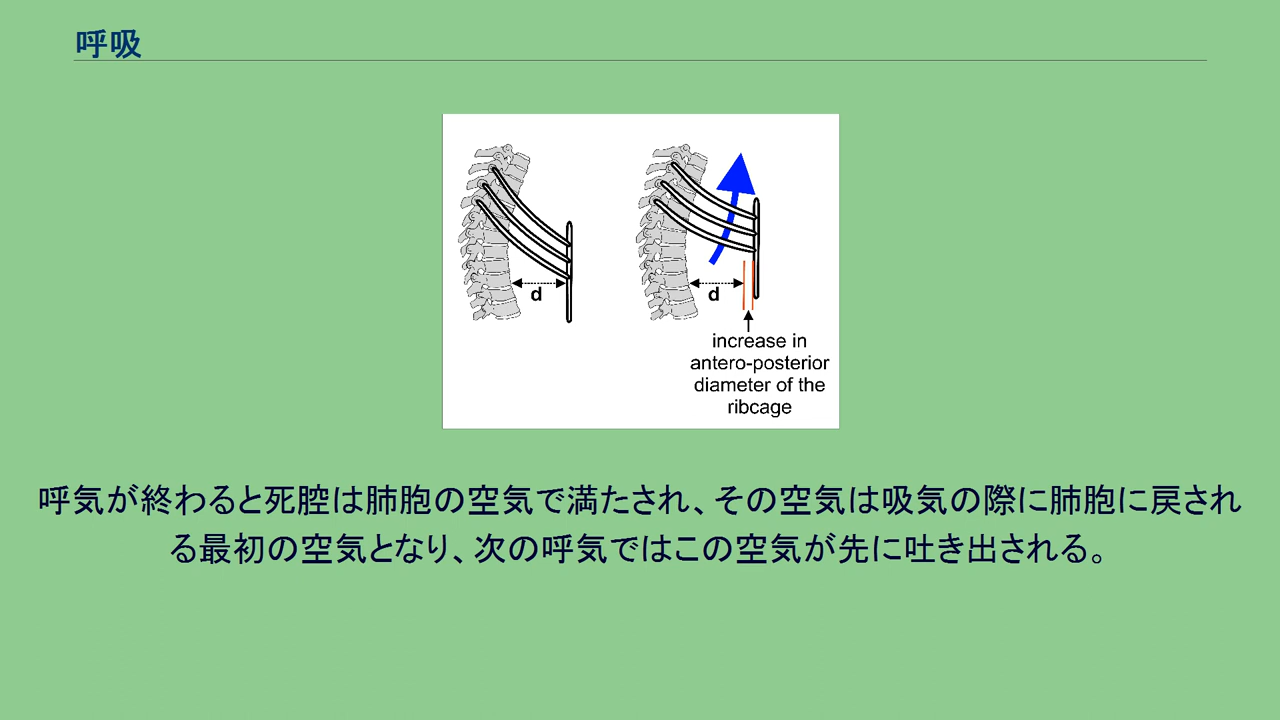 呼吸
d
d
increase in
antero-posterior
diameter of the
ribcage
呼気が終わると死腔は肺胞の空気で満たされ、その空気は吸気の際に肺胞に戻され
る最初の空気となり、次の呼気ではこの空気が先に吐き出される。